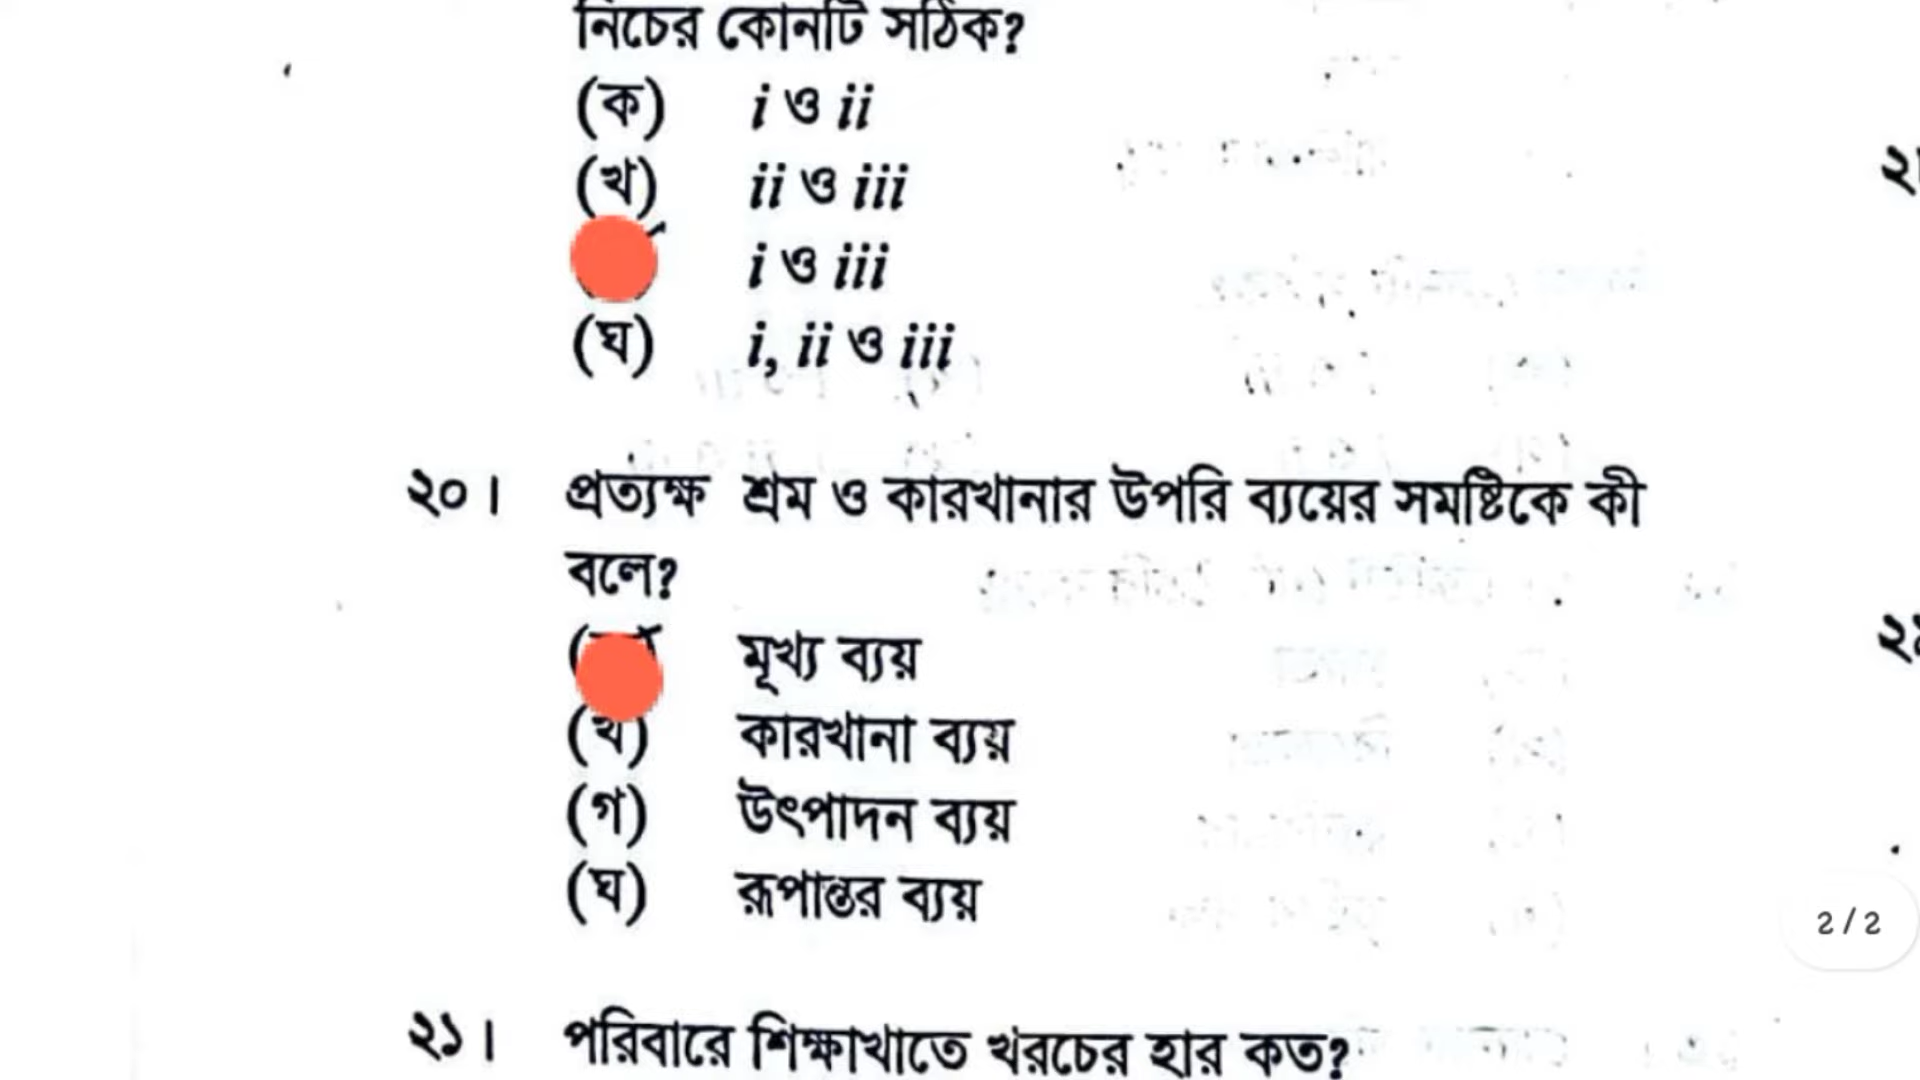 নিচের কোনটি সঠিক?
(ক) i ও ii
(খ) ii ও iii
i ও iii
(ঘ) i, ii ও iii
২০। প্রত্যক্ষ শ্রম ও কারখানার উপরি ব্যয়ের সমষ্টিকে কী
বলে?
মূখ্য ব্যয়
(খ) কারখানা ব্যয়
(গ) উৎপাদন ব্যয়
(ঘ) রূপান্তর ব্যয়
2 / 2
২১। পরিবারে শিক্ষাখাতে খরচের হার কত?